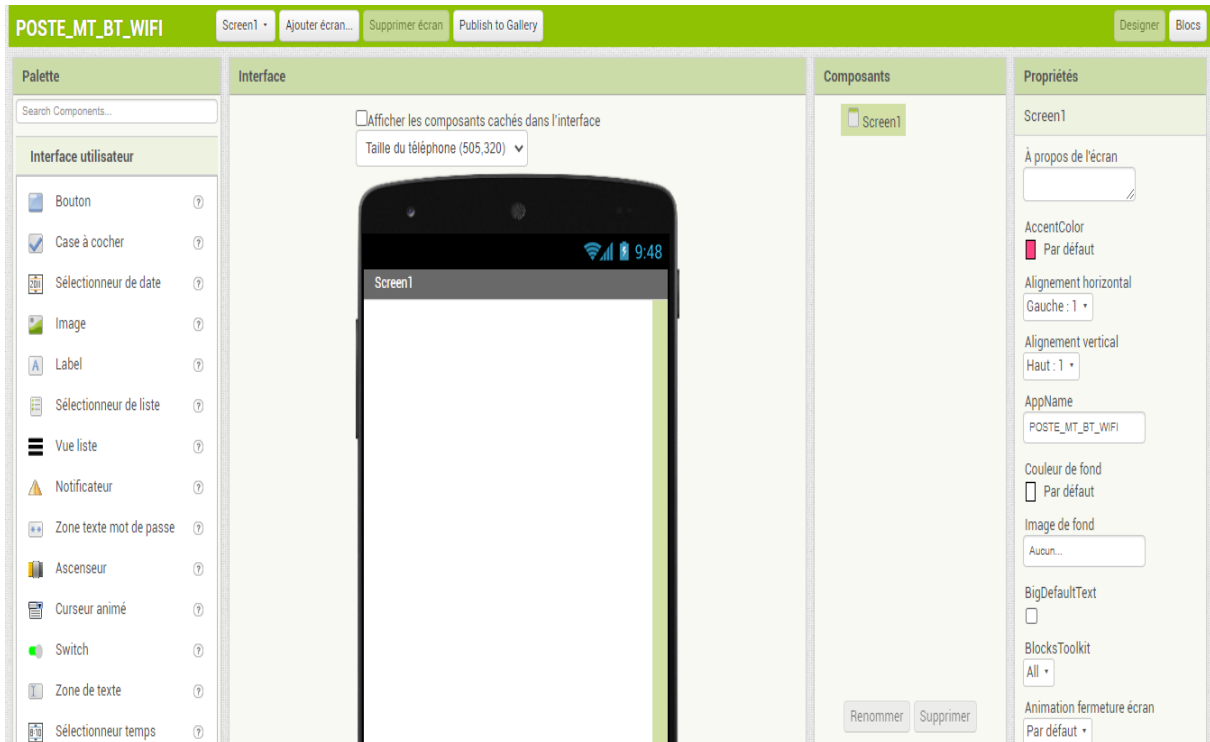 POSTE_MT_BT_WIFI
Screen1
Ajouter écran...
Supprimer écran
Publish to Gallery
Designer
Blocs
Palette
Search Components...
Interface utilisateur
Bouton
Case à cocher
Sélectionneur de date
Image
Label
Sélectionneur de liste
Vue liste
Notificateur
Zone texte mot de passe
Ascenseur
Curseur animé
Switch
Zone de texte
Sélectionneur temps
Interface
Afficher les composants cachés dans l'interface
Taille du téléphone (505,320)
9:48
Screen1
Composants
Screen1
Renommer
Supprimer
Propriétés
Screen1
À propos de l'écran
AccentColor
Par défaut
Alignement horizontal
Gauche : 1
Alignement vertical
Haut : 1
AppName
POSTE_MT_BT_WIFI
Couleur de fond
Par défaut
Image de fond
Aucun...
BigDefaultText
BlocksToolkit
All
Animation fermeture écran
Par défaut